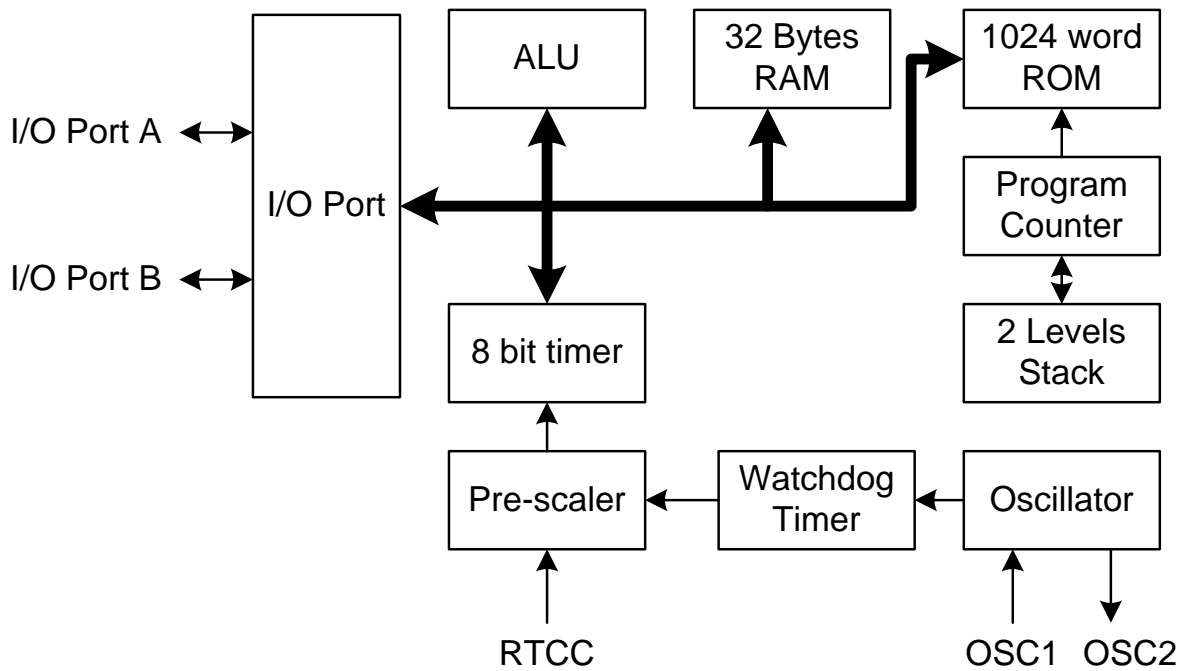 ALU
32 Bytes
RAM
1024 word
ROM
I/O Port A
I/O Port
I/O Port B
Program
Counter
8 bit timer
2 Levels
Stack
Pre-scaler
Watchdog
Timer
Oscillator
RTCC
OSC1
OSC2